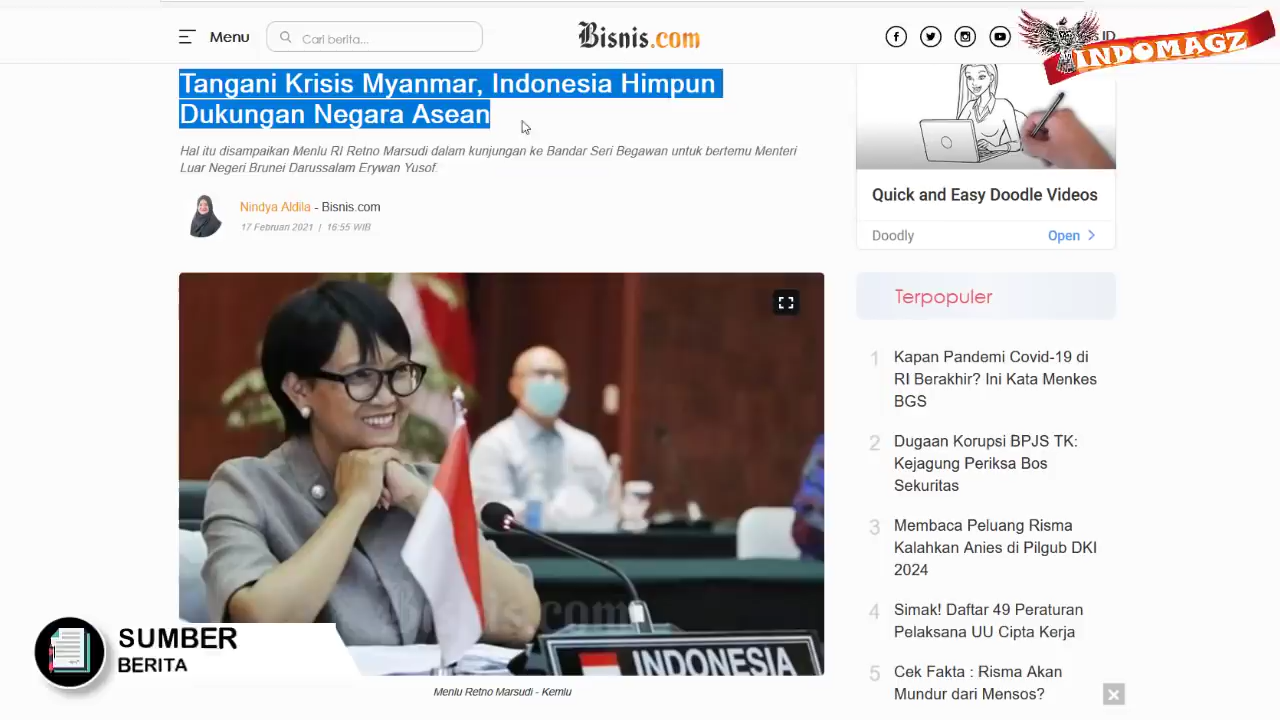 Menu
Cari berita...
Bisnis.com
ID
INDOMAGZ
Tangani Krisis Myanmar, Indonesia Himpun
Dukungan Negara Asean
Hal itu disampaikan Menlu RI Retno Marsudi dalam kunjungan ke Bandar Seri Begawan untuk bertemu Menteri
Luar Negeri Brunei Darussalam Erywan Yusof.
Nindya Aldila - Bisnis.com
17 Februari 2021 | 16:55 WIB
Bisnis.com
INDONESIA
Menlu Retno Marsudi - Kemlu
SUMBER
BERITA
Quick and Easy Doodle Videos
Doodly
Open
Terpopuler
1 Kapan Pandemi Covid-19 di
RI Berakhir? Ini Kata Menkes
BGS
2 Dugaan Korupsi BPJS TK:
Kejagung Periksa Bos
Sekuritas
3 Membaca Peluang Risma
Kalahkan Anies di Pilgub DKI
2024
4 Simak! Daftar 49 Peraturan
Pelaksana UU Cipta Kerja
5 Cek Fakta : Risma Akan
Mundur dari Mensos?